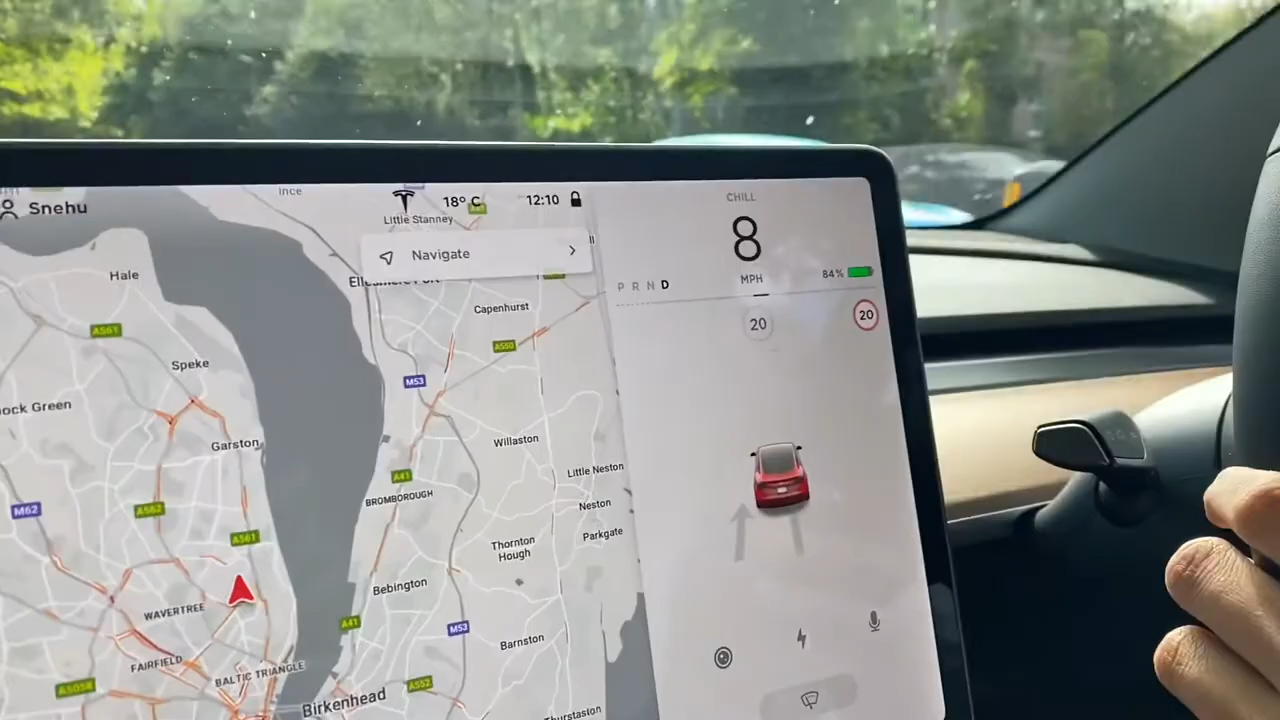 Snehu
18° C
12:10
Navigate
Ince
Little Stanney
Hale
A561
Speke
Capenhurst
A550
M53
Garston
Willaston
Little Neston
A41
BROMBOROUGH
Neston
M62
A562
A561
Thornton
Hough
Parkgate
Bebington
WAVERTREE
A41
M53
Barnston
FAIRFIELD
BALTIC TRIANGLE
A5058
A552
Birkenhead
CHILL
8
MPH
P R N D
84%
20
20